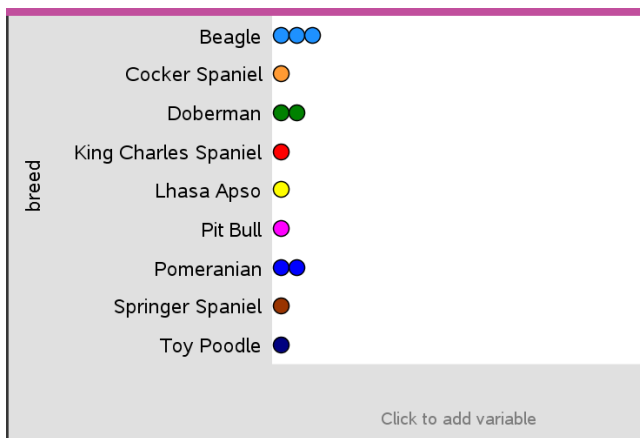 Beagle
Cocker Spaniel
Doberman
King Charles Spaniel
breed
Lhasa Apso
Pit Bull
Pomeranian
Springer Spaniel
Toy Poodle
Click to add variable